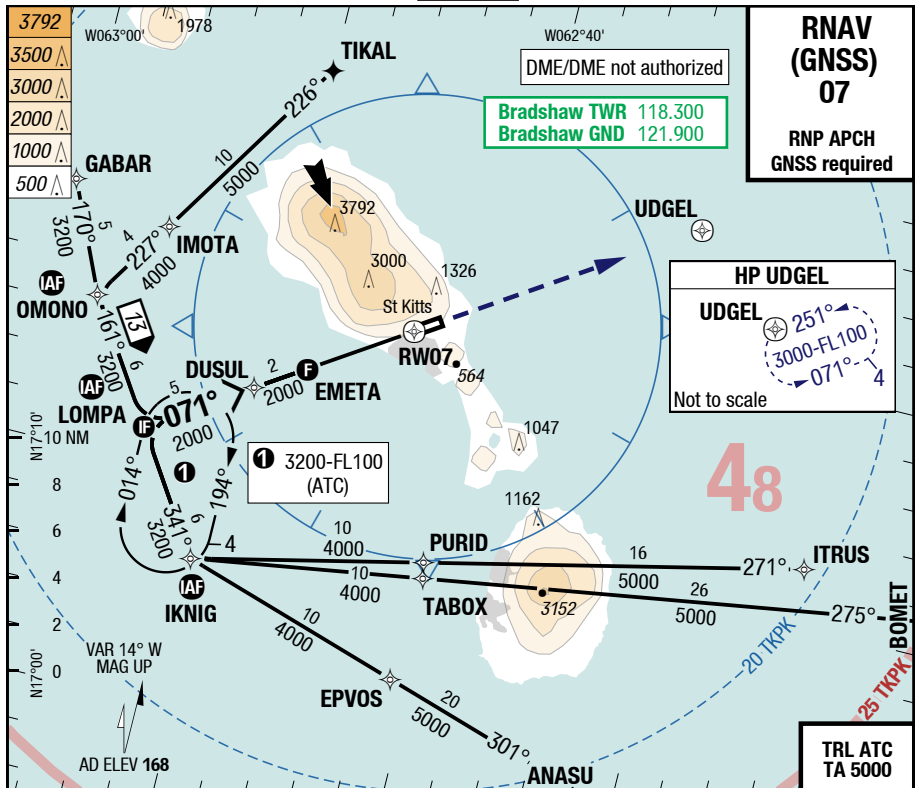 3792
3500
3000
2000
1000
500
W063°00'
1978
TIKAL
W062°40'
DME/DME not authorized
Bradshaw TWR 118.300
Bradshaw GND 121.900
RNAV
(GNSS)
07
RNP APCH
GNSS required
226°
10
5000
GABAR
170°
5
3200
4
227°
4000
IMOTA
IAF
OMONO
3792
3000
1326
St Kitts
RW07
564
UDGEL
HP UDGEL
UDGEL
251°
3000-FL100
071°
4
Not to scale
13
161°
6
3200
IAF
LOMPA
IF
DUSUL
5
071°
2000
2
2000
F
EMETA
N17°10'
10 NM
8
6
4
2
0
N17°00'
1
1 3200-FL100
(ATC)
014°
194°
341°
6
3200
4
IAF
IKNIG
1047
1162
3152
48
10
4000
PURID
16
5000
271°
ITRUS
10
4000
TABOX
26
5000
275°
BOMET
10
4000
EPVOS
20
5000
301°
ANASU
VAR 14° W
MAG UP
AD ELEV 168
20 TKPK
25 TKPK
TRL ATC
TA 5000